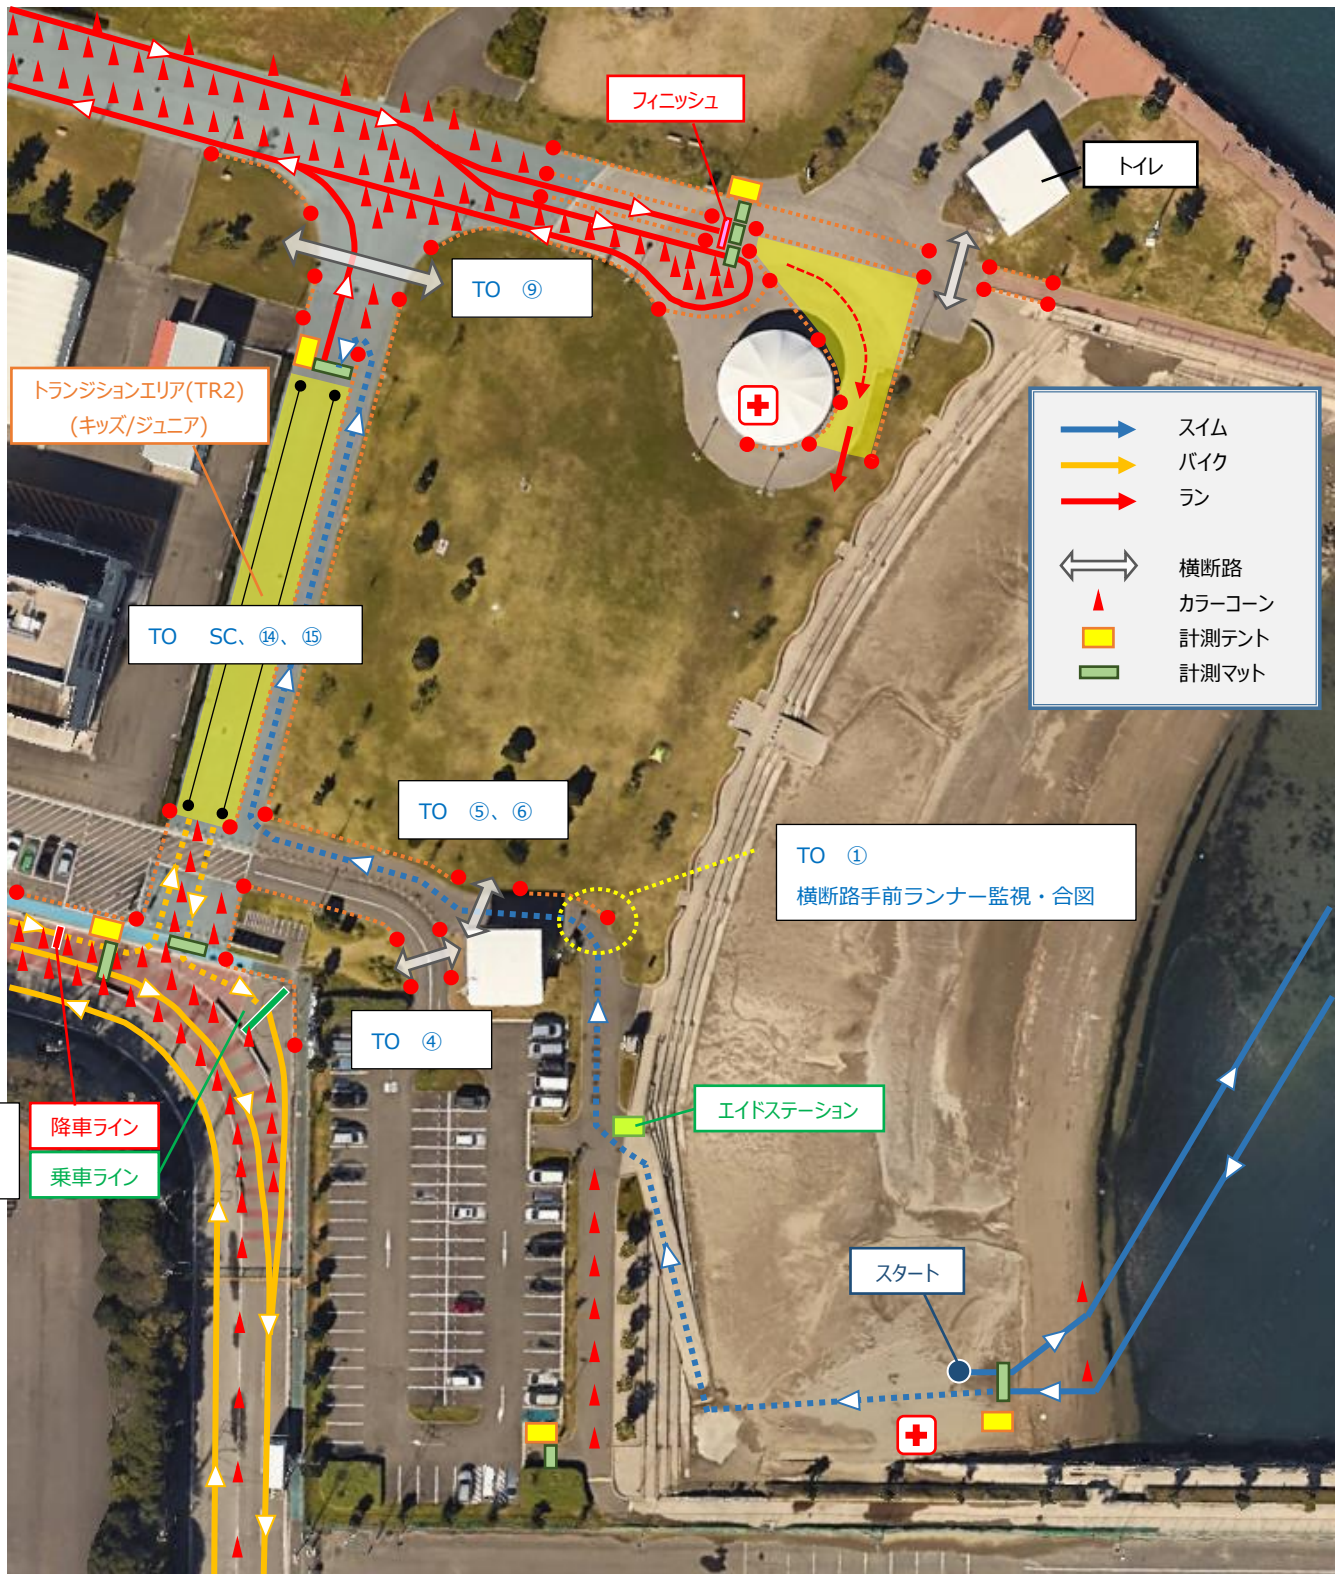 フィニッシュ
トイレ
TO ⑨
トランジションエリア(TR2)
(キッズ/ジュニア)
スイム
バイク
ラン
横断路
カラーコーン
計測テント
計測マット
TO SC、⑭、⑮
TO ⑤、⑥
TO ①
横断路手前ランナー監視・合図
TO ④
エイドステーション
降車ライン
乗車ライン
スタート